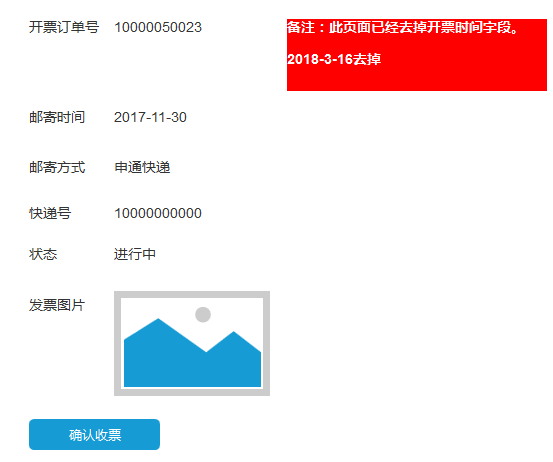 开票订单号 10000050023
备注：此页面已经去掉开票时间字段。
2018-3-16去掉
邮寄时间 2017-11-30
邮寄方式 申通快递
快递号 10000000000
状态 进行中
发票图片
确认收票